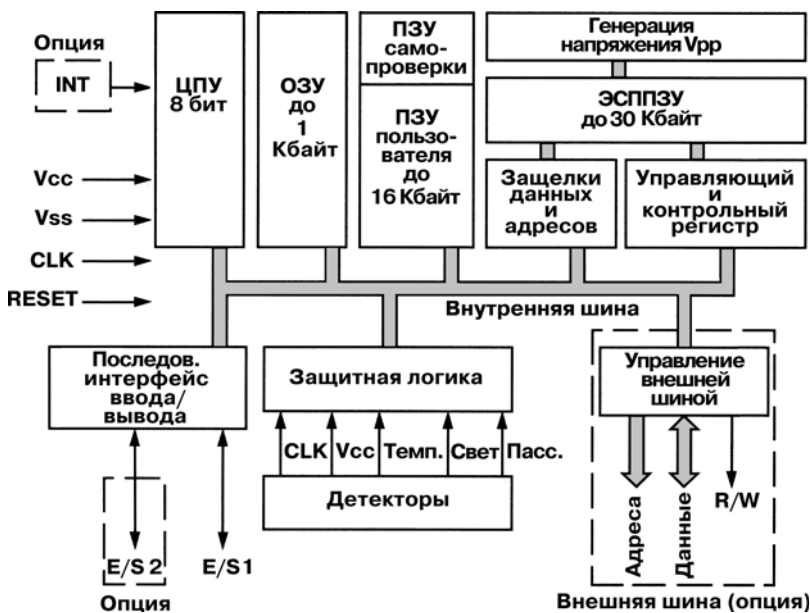 Опция
INT
ЦПУ
8 бит
ОЗУ
до
1
Кбайт
ПЗУ
само-
проверки
ПЗУ
пользо-
вателя
до
16 Кбайт
Генерация
напряжения Vpp
ЭСППЗУ
до 30 Кбайт
Защелки
данных
и
адресов
Управляющий
и
контрольный
регистр
Vcc
Vss
CLK
RESET
Внутренняя шина
Последов.
интерфейс
ввода/
вывода
Защитная логика
Управление
внешней
шиной
CLK Vcc Темп. Свет Пасс.
Детекторы
Адреса
Данные
R/W
E/S 2
E/S1
Опция
Внешняя шина (опция)